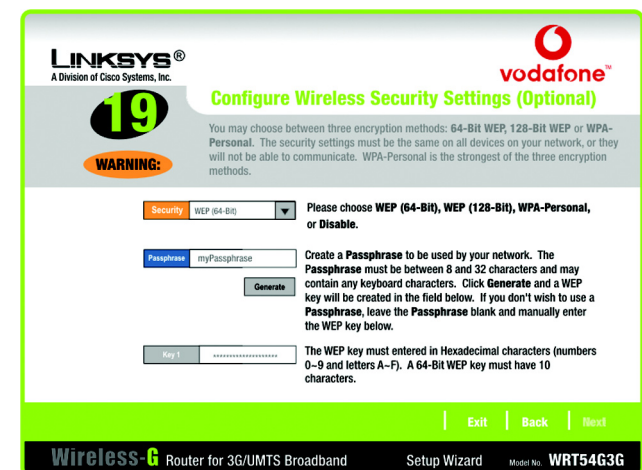 LINKSYS®
A Division of Cisco Systems, Inc.
vodafone™
19
Configure Wireless Security Settings (Optional)
WARNING:
You may choose between three encryption methods: 64-Bit WEP, 128-Bit WEP or WPA-
Personal. The security settings must be the same on all devices on your network, or they
will not be able to communicate. WPA-Personal is the strongest of the three encryption
methods.
Security WEP (64-Bit)
Please choose WEP (64-Bit), WEP (128-Bit), WPA-Personal,
or Disable.
Passphrase myPassphrase
Generate
Create a Passphrase to be used by your network. The
Passphrase must be between 8 and 32 characters and may
contain any keyboard characters. Click Generate and a WEP
key will be created in the field below. If you don't wish to use a
Passphrase, leave the Passphrase blank and manually enter
the WEP key below.
Key 1 *******************
The WEP key must entered in Hexadecimal characters (numbers
0~9 and letters A~F). A 64-Bit WEP key must have 10
characters.
Exit Back Next
Wireless-G Router for 3G/UMTS Broadband Setup Wizard Model No. WRT54G3G